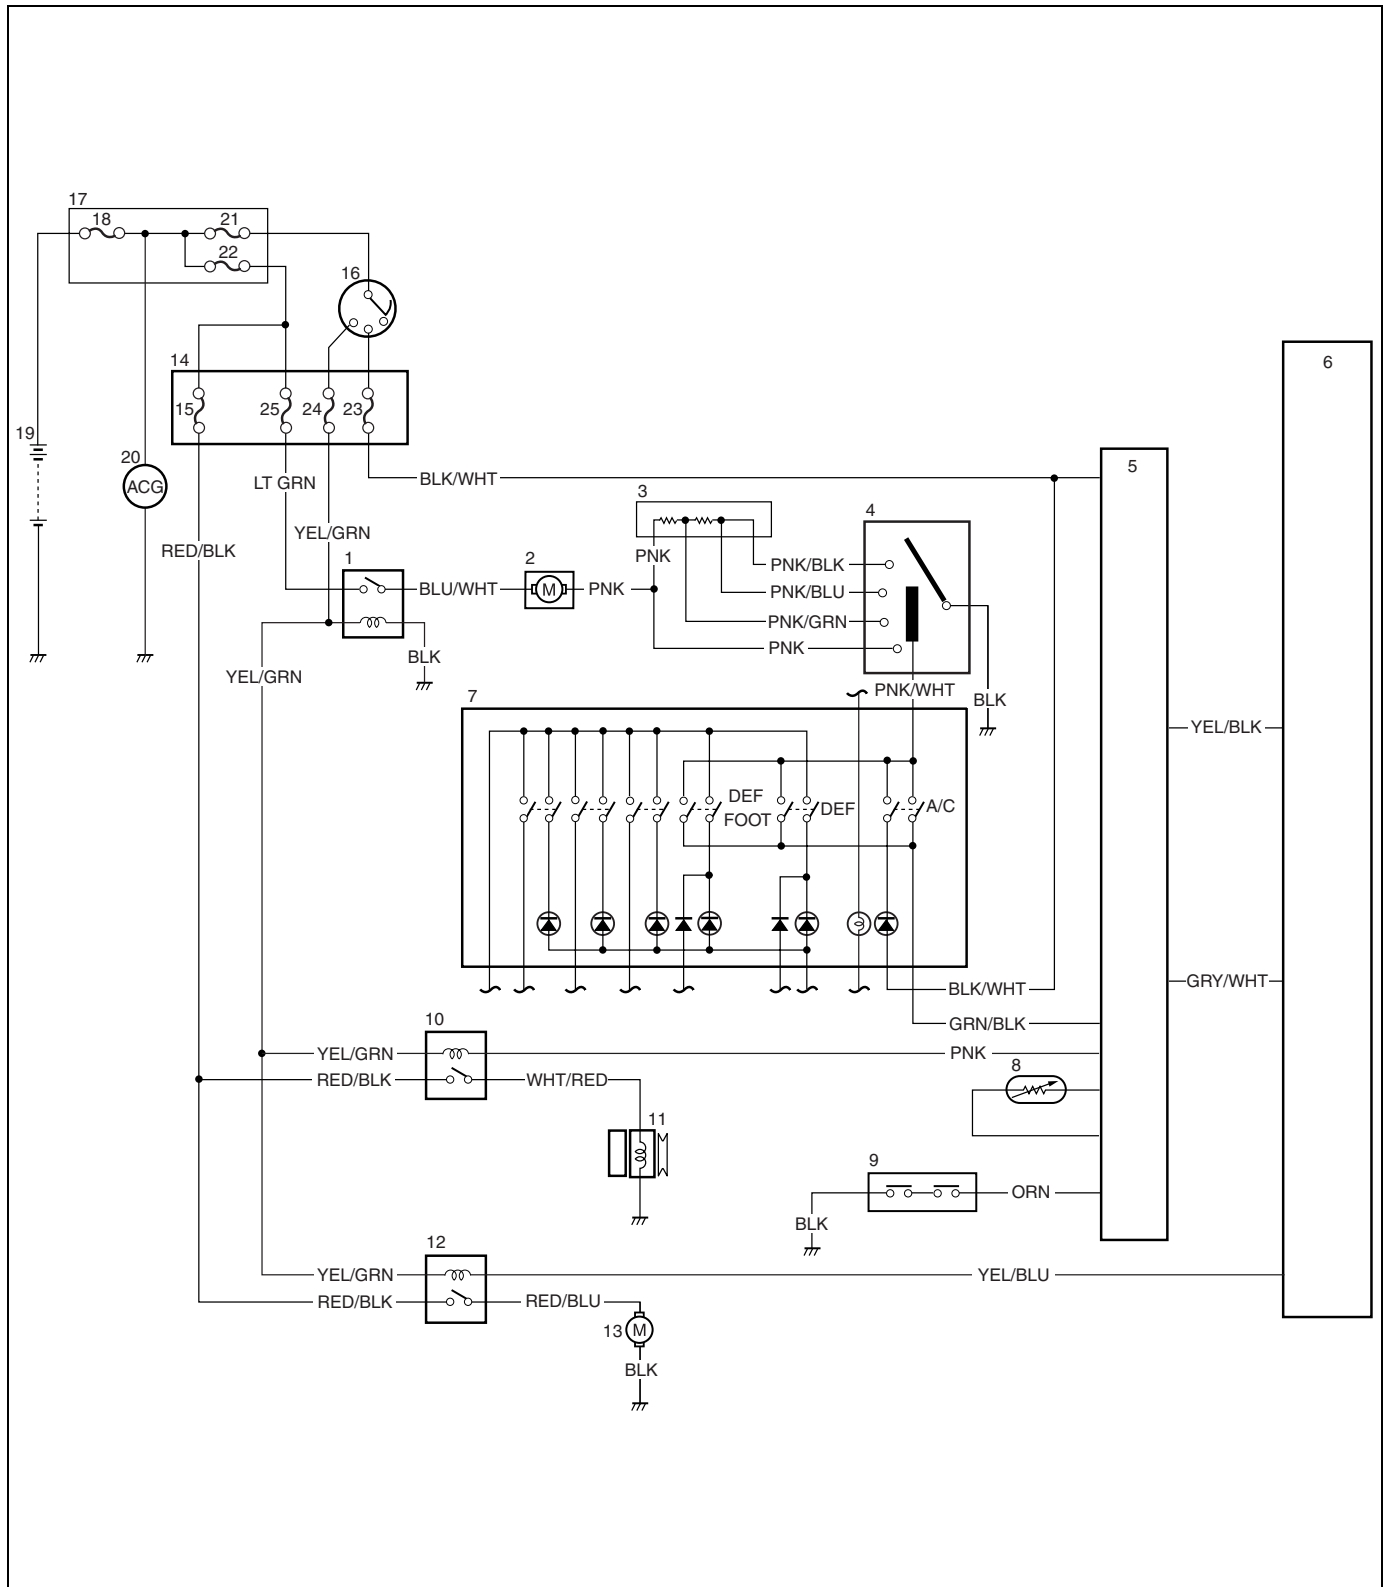 17
18
21
22
16
14
15
25
24
23
19
20
ACG
6
5
LT GRN
BLK/WHT
3
4
YEL/GRN
RED/BLK
PNK
1
2
PNK/BLK
BLU/WHT
M
PNK
PNK/BLU
PNK/GRN
PNK
BLK
YEL/GRN
7
PNK/WHT
BLK
YEL/BLK
DEF
FOOT
DEF
A/C
GRY/WHT
BLK/WHT
10
GRN/BLK
YEL/GRN
PNK
8
RED/BLK
WHT/RED
11
9
ORN
BLK
12
YEL/GRN
YEL/BLU
RED/BLK
RED/BLU
13
M
BLK